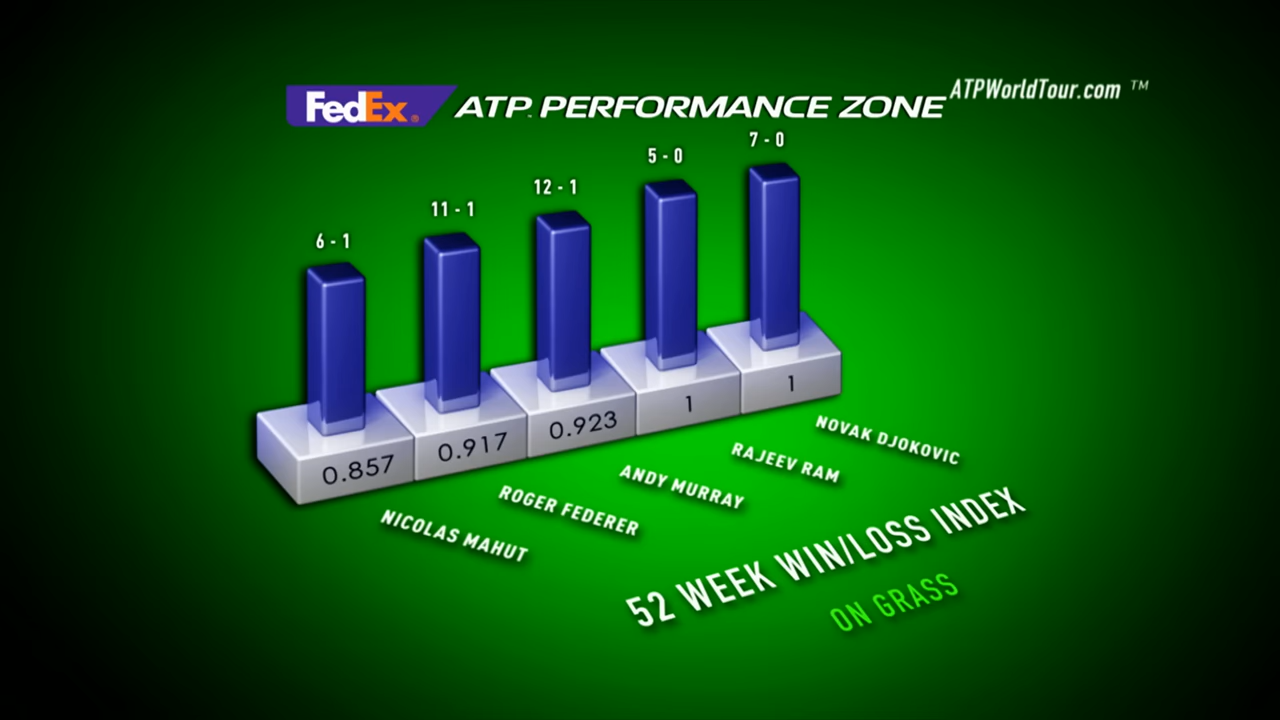 FedEx® ATP™ PERFORMANCE ZONE ATPWorldTour.com ™
7 - 0
5 - 0
12 - 1
11 - 1
6 - 1
1
1
0.923
0.917
0.857
NOVAK DJOKOVIC
RAJEEV RAM
ANDY MURRAY
ROGER FEDERER
NICOLAS MAHUT
52 WEEK WIN/LOSS INDEX
ON GRASS